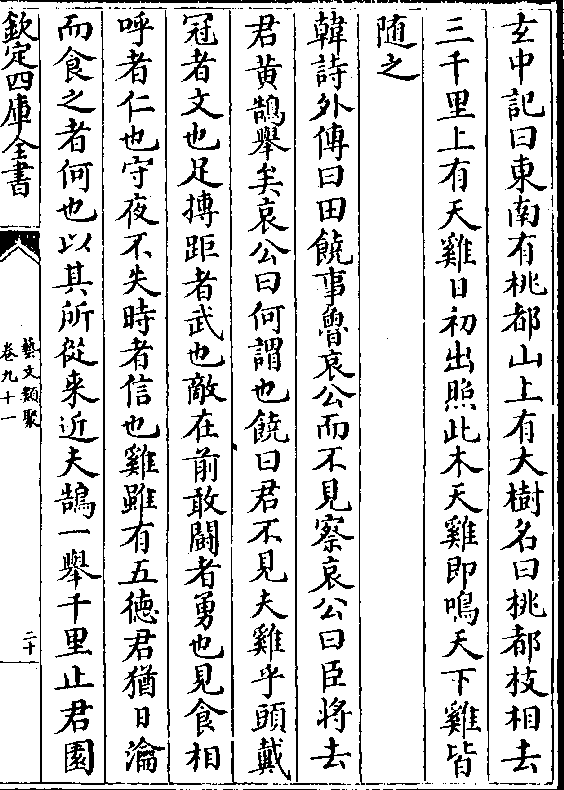 玄中記曰東南有桃都山上有大樹名曰桃都枝相去
三千里上有天雞日初出照此木天雞即鳴天下雞皆
随之
韓詩外傳曰田饒事魯哀公而不見察哀公曰臣將去
君黄鵠舉矣哀公曰何謂也饒曰君不見夫雞乎頭戴
冠者文也足搏距者武也敵在前敢鬬者勇也見食相
呼者仁也守夜不失時者信也雞雖有五徳君猶日瀹
而食之者何也以其所從来近夫鵠一舉千里止君園
欽定四庫全書
藝文類聚
卷九十一
二十